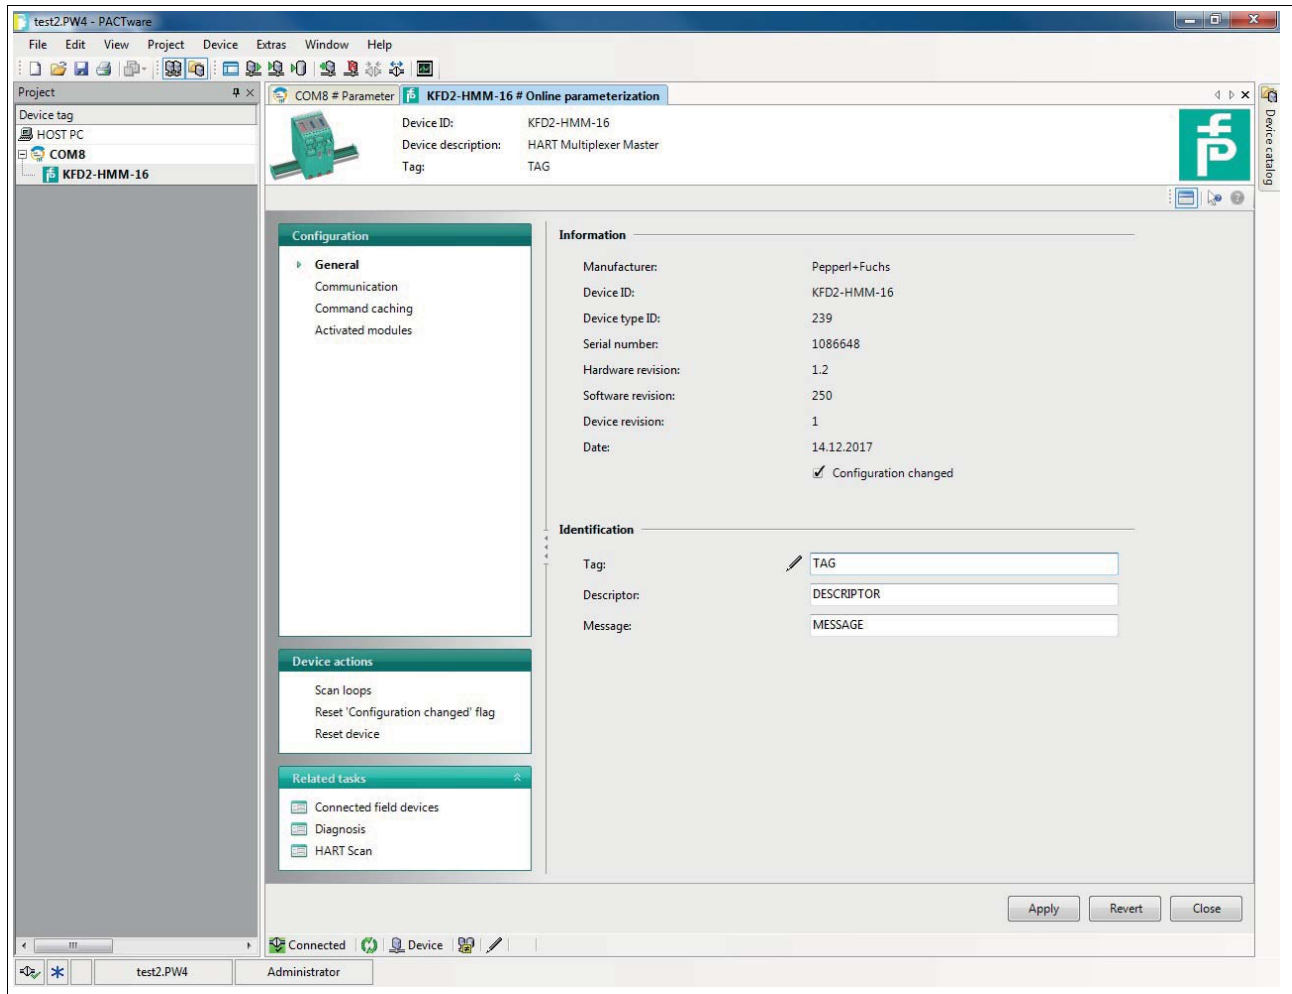 test2.PW4 - PACTware
File Edit View Project Device Extras Window Help
Project
Device tag
HOST PC
COM8
KFD2-HMM-16
COM8 # Parameter
KFD2-HMM-16 # Online parameterization
Device ID: KFD2-HMM-16
Device description: HART Multiplexer Master
Tag: TAG
Device catalog
Configuration
General
Communication
Command caching
Activated modules
Information
Manufacturer: Pepperl+Fuchs
Device ID: KFD2-HMM-16
Device type ID: 239
Serial number: 1086648
Hardware revision: 1.2
Software revision: 250
Device revision: 1
Date: 14.12.2017
Configuration changed
Identification
Tag: TAG
Descriptor: DESCRIPTOR
Message: MESSAGE
Device actions
Scan loops
Reset 'Configuration changed' flag
Reset device
Related tasks
Connected field devices
Diagnosis
HART Scan
Apply Revert Close
Connected Device
test2.PW4 Administrator